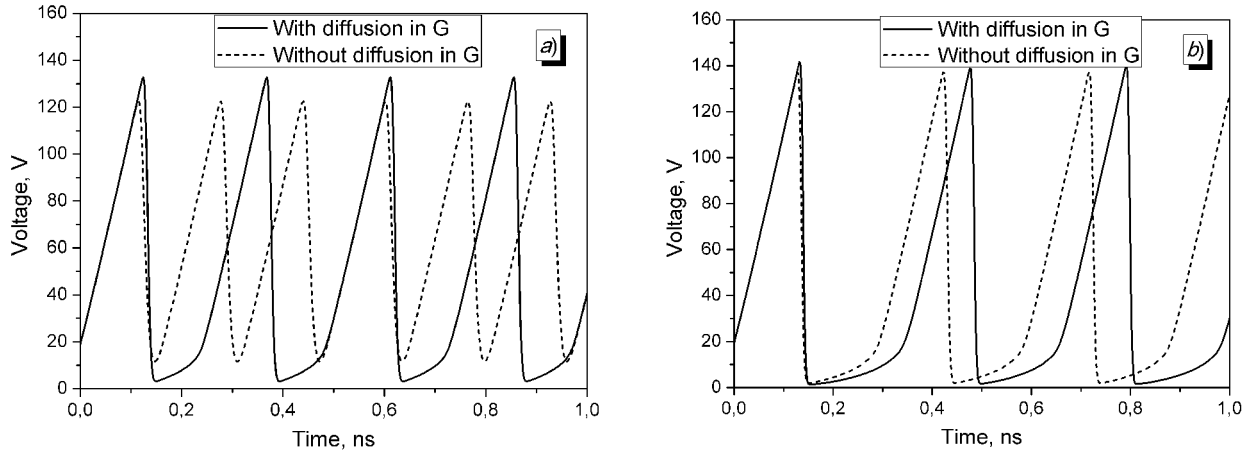 160
140
120
100
80
60
40
20
0
Voltage, V
With diffusion in G
Without diffusion in G
a)
0,0 0,2 0,4 0,6 0,8 1,0
Time, ns
160
140
120
100
80
60
40
20
0
Voltage, V
With diffusion in G
Without diffusion in G
b)
0,0 0,2 0,4 0,6 0,8 1,0
Time, ns